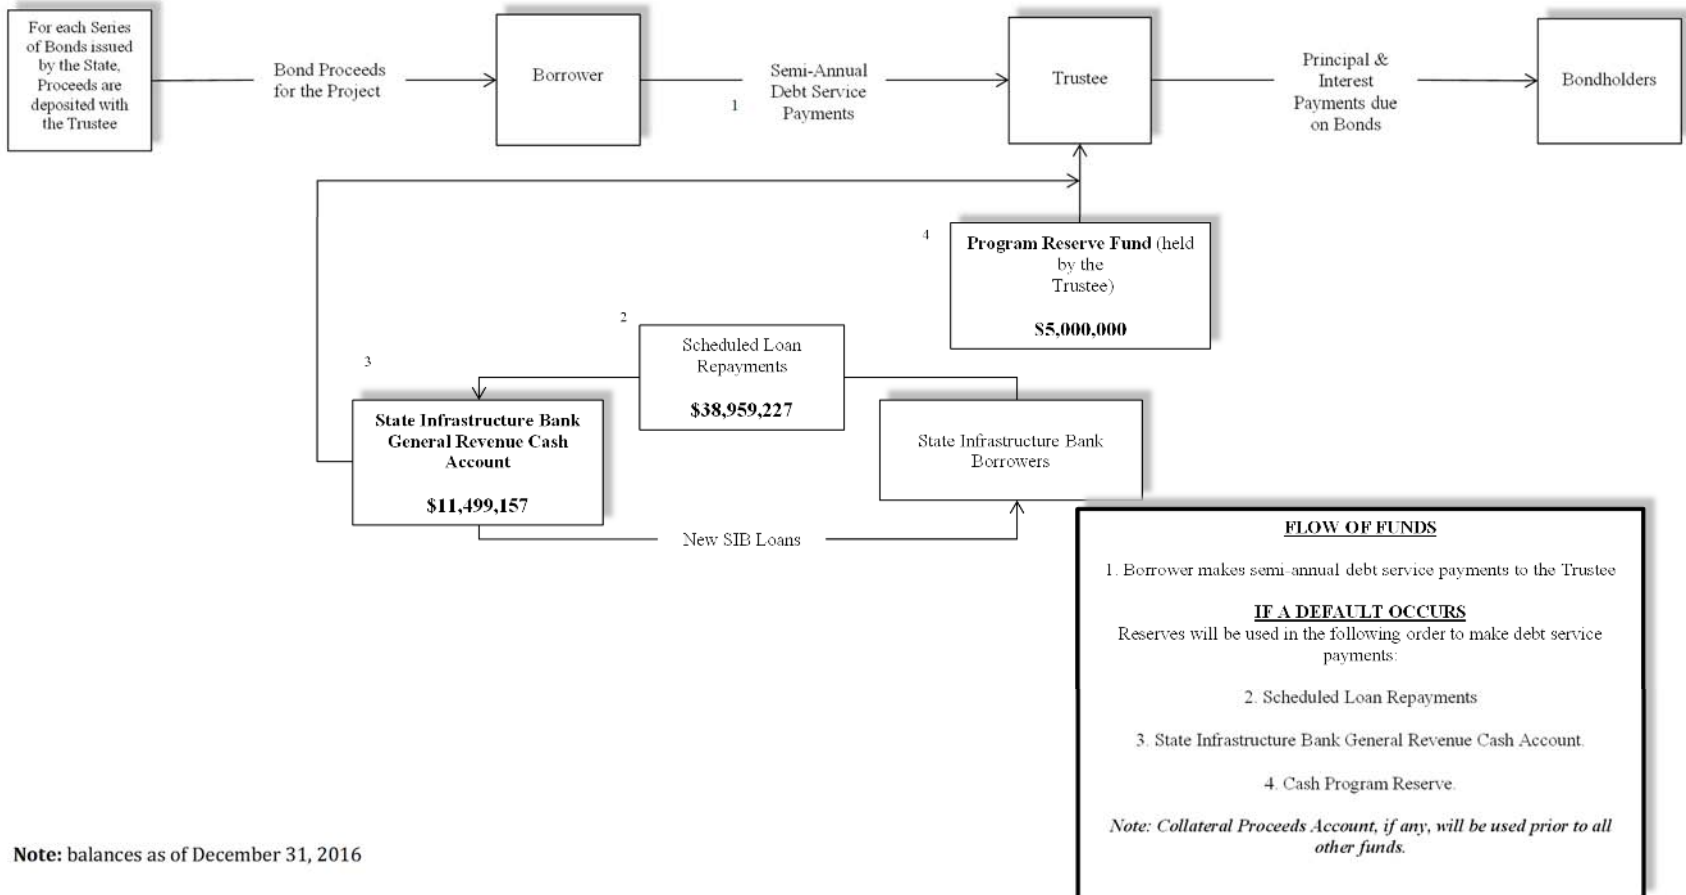 For each Series
of Bonds issued
by the State,
Proceeds are
deposited with
the Trustee
Bond Proceeds
for the Project
Borrower
1
Semi-Annual
Debt Service
Payments
Trustee
Principal &
Interest
Payments due
on Bonds
Bondholders
4
Program Reserve Fund (held
by the
Trustee)
$5,000,000
2
Scheduled Loan
Repayments
$38,959,227
3
State Infrastructure Bank
General Revenue Cash
Account
$11,499,157
State Infrastructure Bank
Borrowers
New SIB Loans
FLOW OF FUNDS
1. Borrower makes semi-annual debt service payments to the Trustee
IF A DEFAULT OCCURS
Reserves will be used in the following order to make debt service
payments:
2. Scheduled Loan Repayments
3. State Infrastructure Bank General Revenue Cash Account.
4. Cash Program Reserve.
Note: Collateral Proceeds Account, if any, will be used prior to all
other funds.
Note: balances as of December 31, 2016